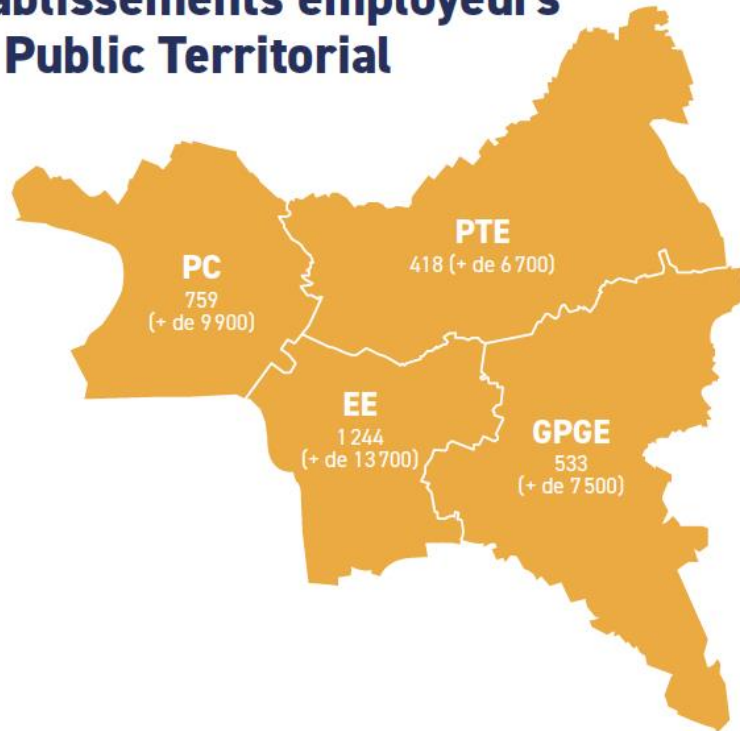 Public Territorial
PTE
418 (+ de 6 700)
PC
759
(+ de 9 900)
EE
1 244
(+ de 13 700)
GPGE
533
(+ de 7 500)